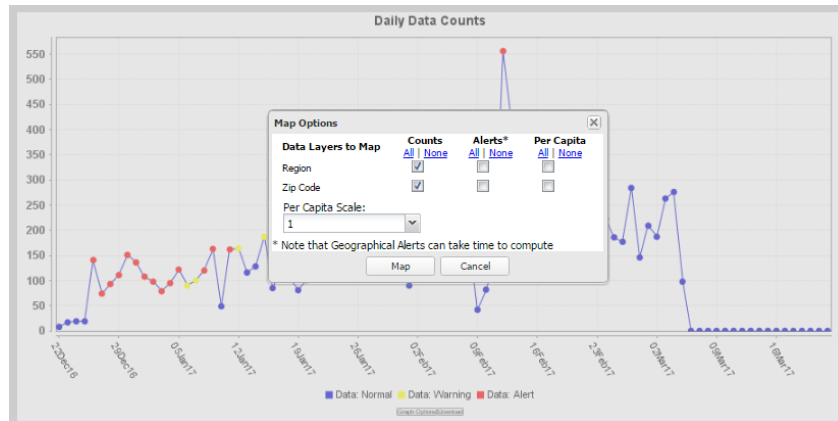 Daily Data Counts
550
500
450
400
350
300
250
200
150
100
50
0
Map Options
Data Layers to Map Counts Alerts* Per Capita
All | None All | None All | None
Region
Zip Code
Per Capita Scale:
1
* Note that Geographical Alerts can take time to compute
Map Cancel
22Dec16 29Dec16 05Jan17 12Jan17 19Jan17 26Jan17 02Feb17 09Feb17 16Feb17 23Feb17 02Mar17 09Mar17 16Mar17
Data: Normal Data: Warning Data: Alert
Graph Options|Download